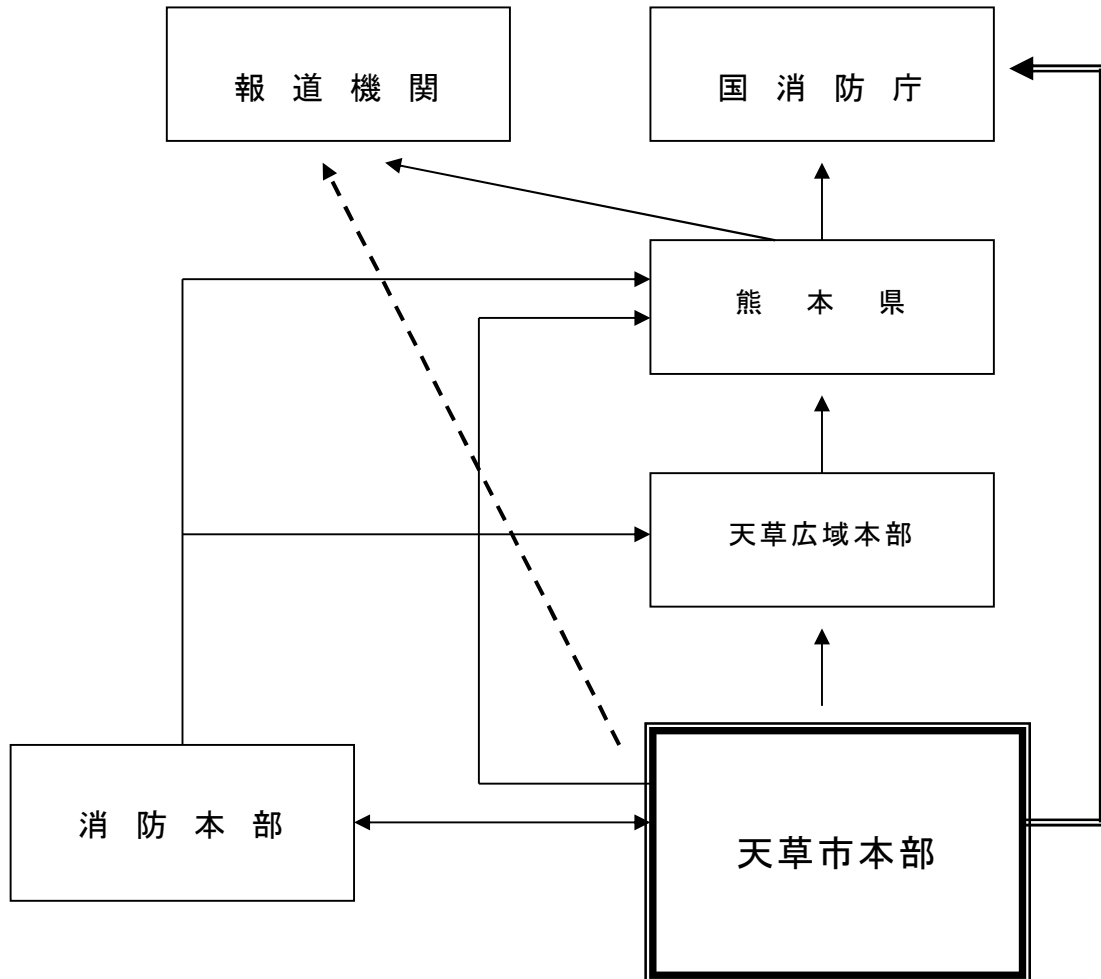 報道機関
国消防庁
熊本県
天草広域本部
消防本部
天草市本部